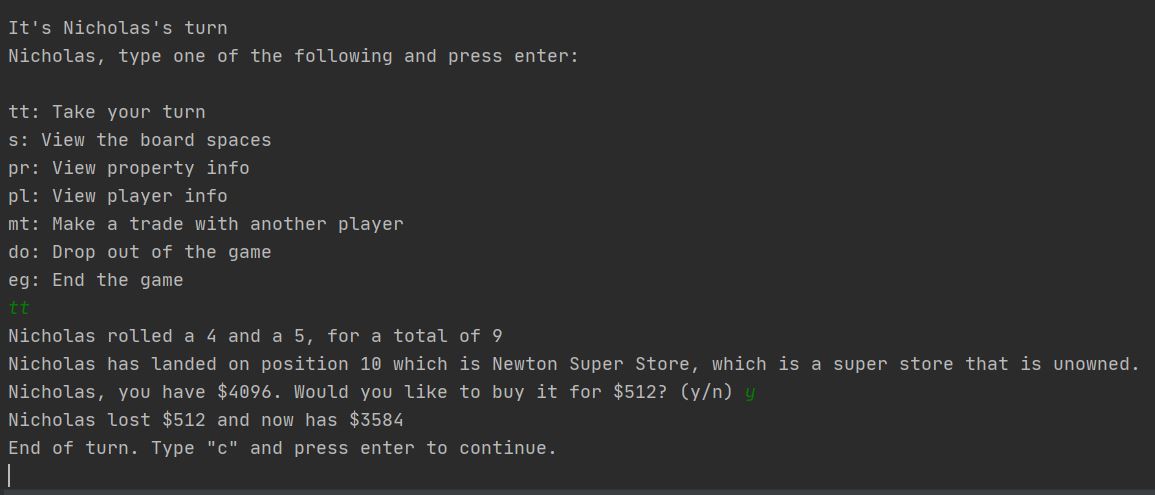 It's Nicholas's turn
Nicholas, type one of the following and press enter:
tt: Take your turn
s: View the board spaces
pr: View property info
pl: View player info
mt: Make a trade with another player
do: Drop out of the game
eg: End the game
tt
Nicholas rolled a 4 and a 5, for a total of 9
Nicholas has landed on position 10 which is Newton Super Store, which is a super store that is unowned.
Nicholas, you have $4096. Would you like to buy it for $512? (y/n) y
Nicholas lost $512 and now has $3584
End of turn. Type "c" and press enter to continue.